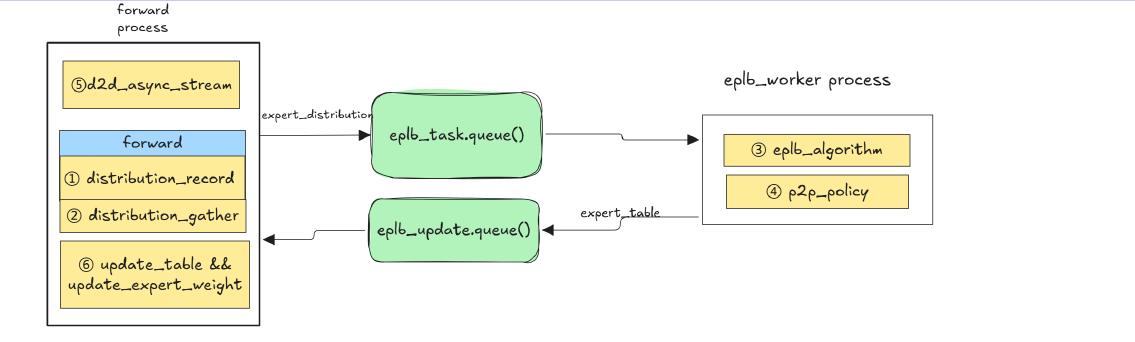 forward
process
⑤d2d_async_stream
forward
① distribution_record
② distribution_gather
⑥ update_table &&
update_expert_weight
expert_distribution
eplb_task.queue()
eplb_update.queue()
expert_table
eplb_worker process
③ eplb_algorithm
④ p2p_policy